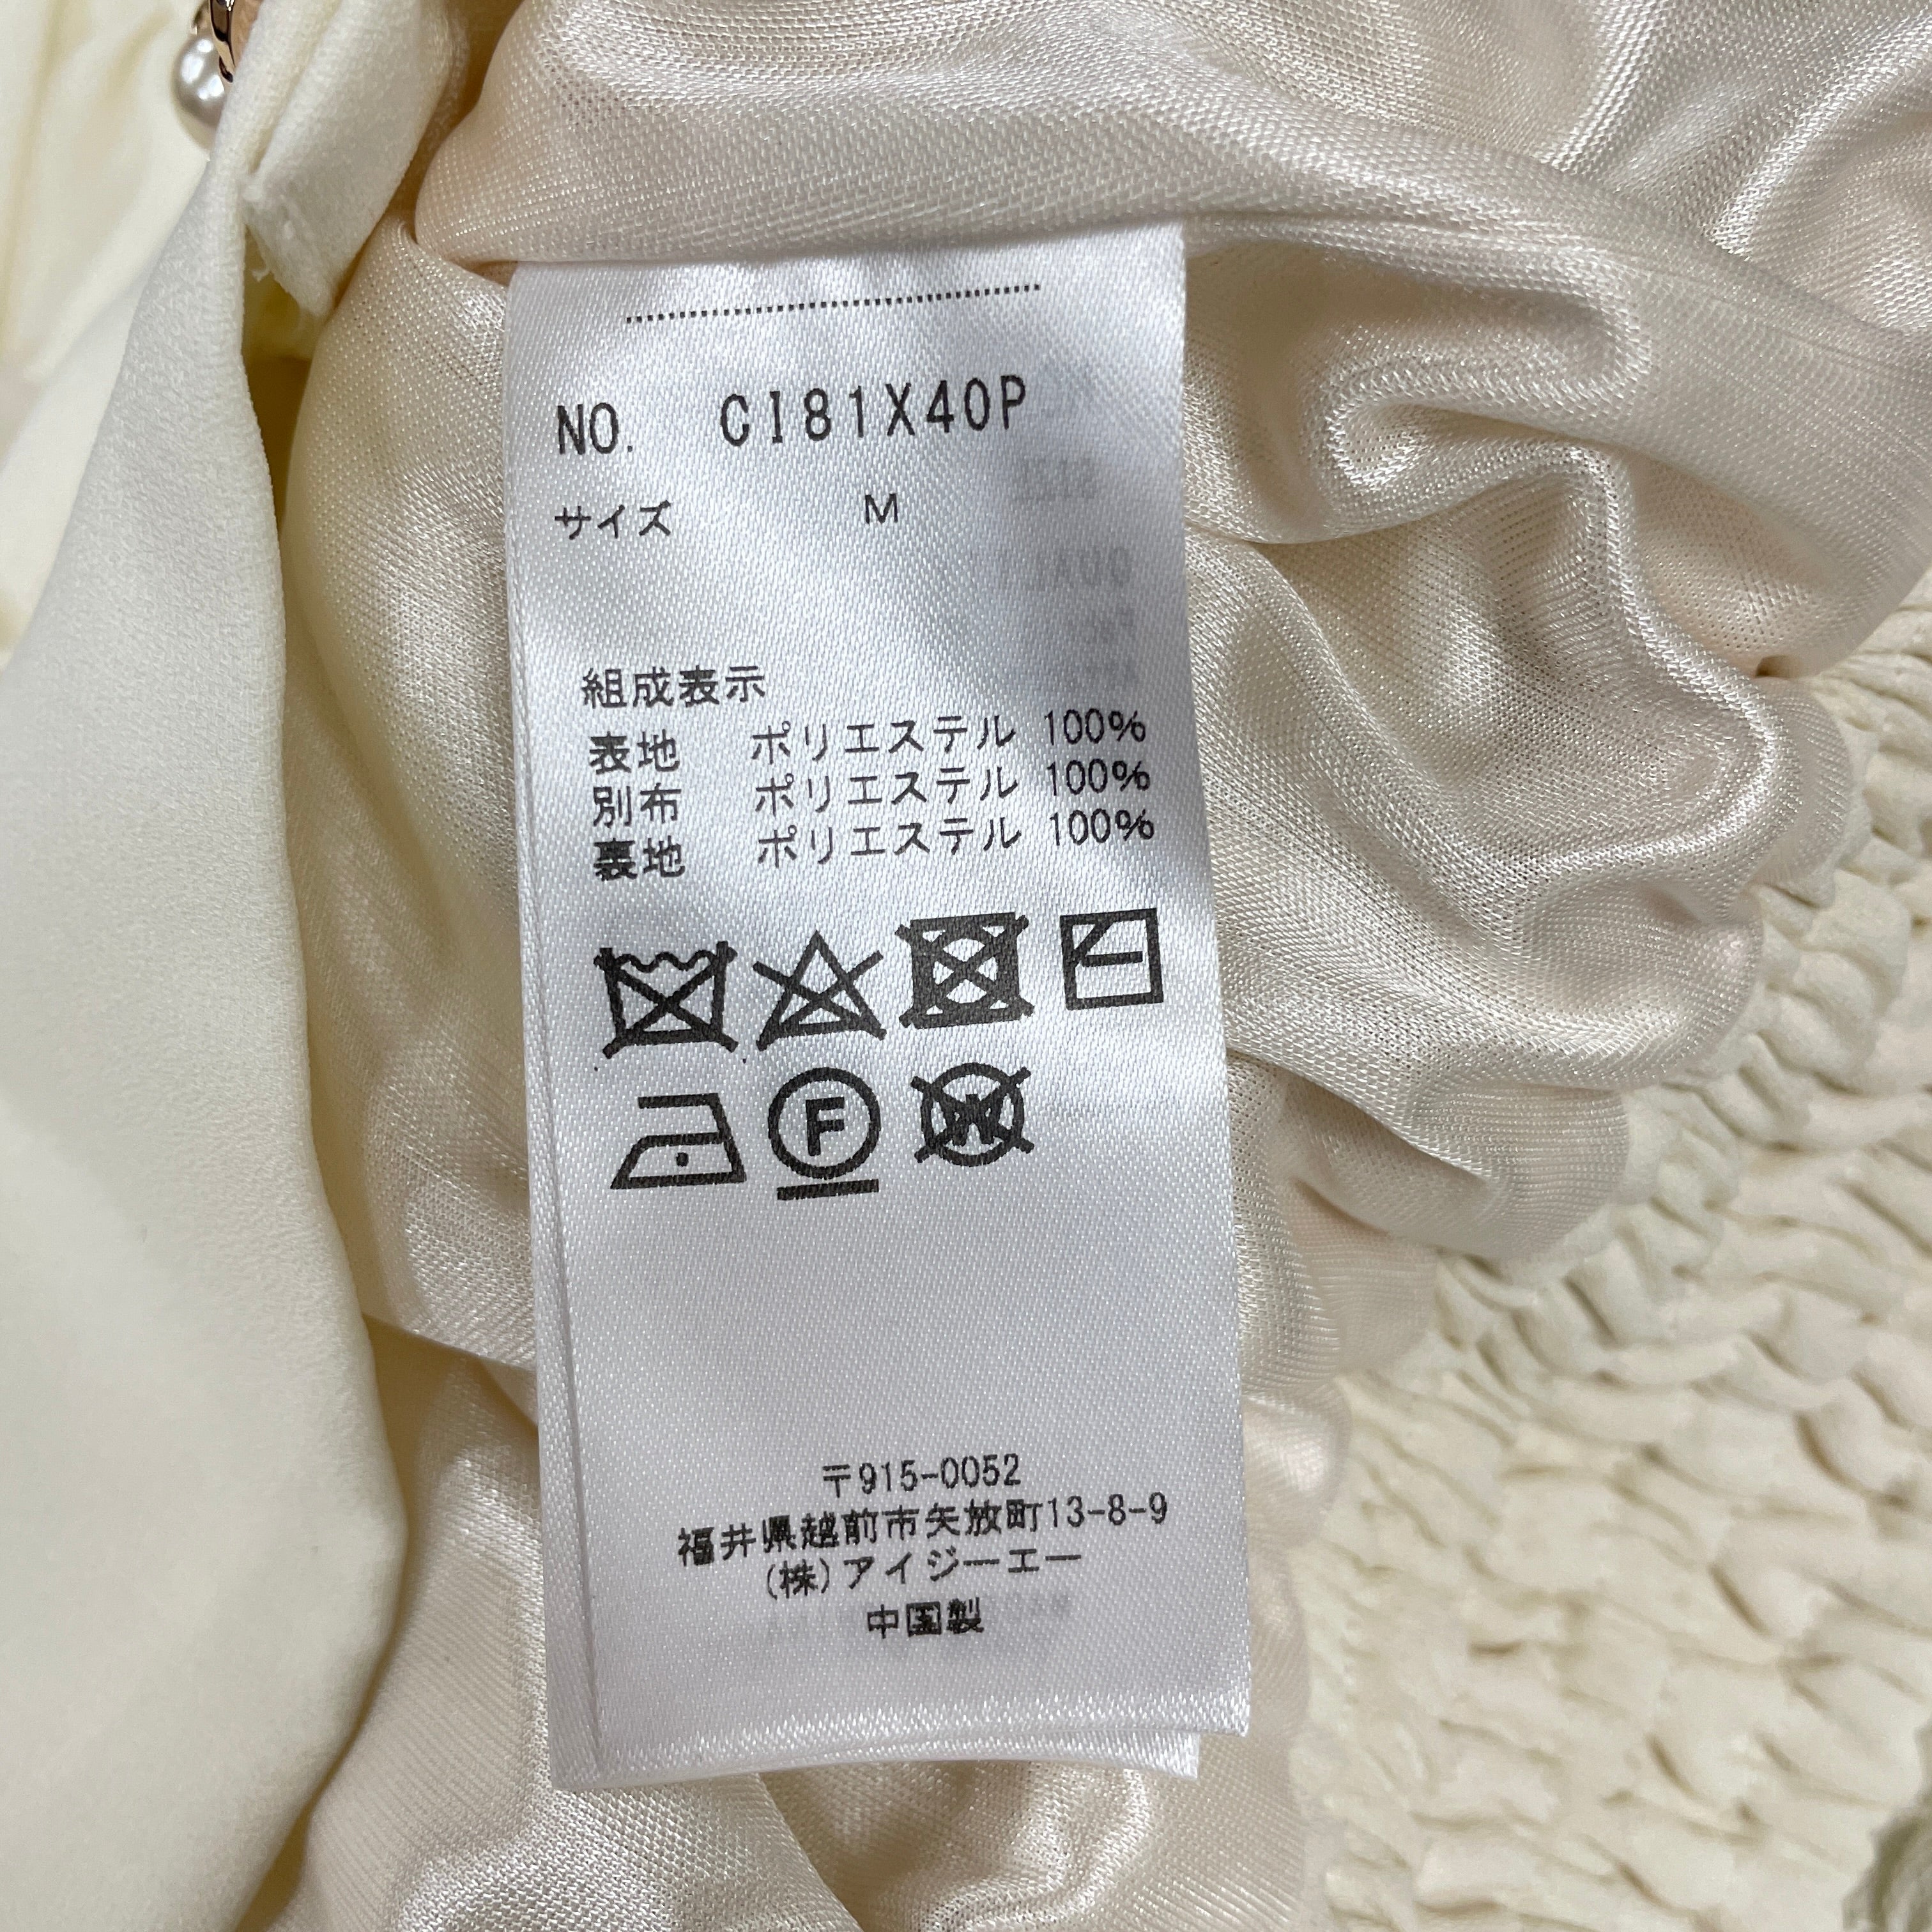 NO. CI81X40P
サイズ M
組成表示
表地 ポリエステル 100%
別布 ポリエステル 100%
裏地 ポリエステル 100%
F
W
〒915-0052
福井県越前市矢放町13-8-9
(株)アイジーエー
中国製